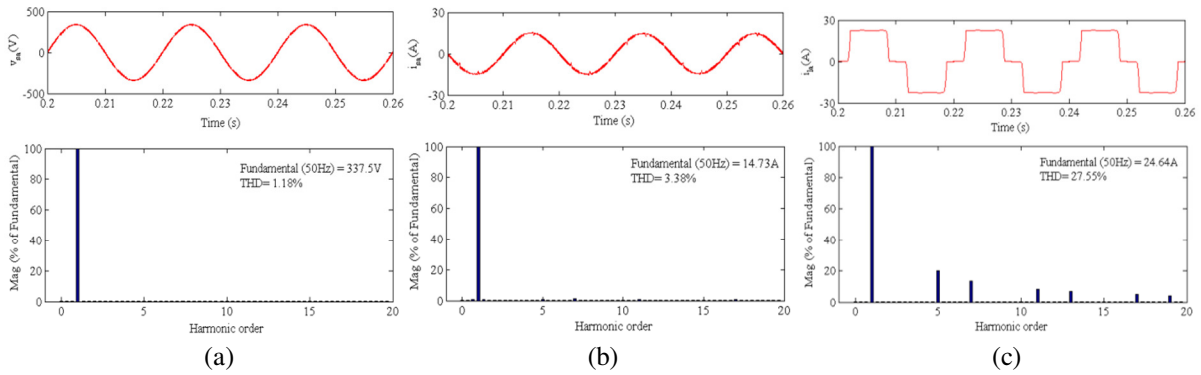 500
0
-500
v_sa(V)
0.2 0.21 0.22 0.23 0.24 0.25 0.26
Time (s)
100
80
60
40
20
0
Mag (% of Fundamental)
Fundamental (50Hz) = 337.5V
THD= 1.18%
0 5 10 15 20
Harmonic order
(a)
30
0
-30
i_sa(A)
0.2 0.21 0.22 0.23 0.24 0.25 0.26
Time (s)
100
80
60
40
20
0
Mag (% of Fundamental)
Fundamental (50Hz) = 14.73A
THD= 3.38%
0 5 10 15 20
Harmonic order
(b)
30
0
-30
i_la(A)
0.2 0.21 0.22 0.23 0.24 0.25 0.26
Time (s)
100
80
60
40
20
0
Mag (% of Fundamental)
Fundamental (50Hz) = 24.64A
THD= 27.55%
0 5 10 15 20
Harmonic order
(c)